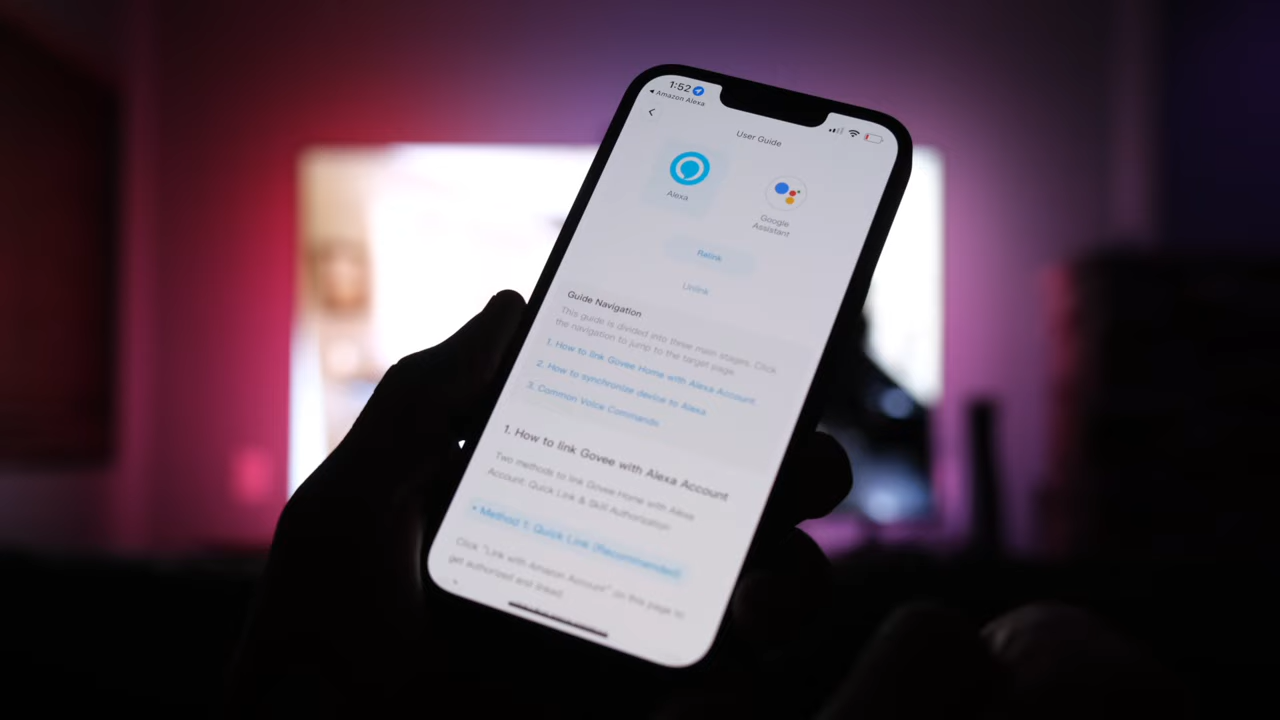 1:52
◀ Amazon Alexa
User Guide
Alexa
Google
Assistant
Relink
Unlink
Guide Navigation
This guide is divided into three main stages. Click
the navigation to jump to the target page.
1. How to link Govee Home with Alexa Account
2. How to synchronize device to Alexa
3. Common Voice Commands
1. How to link Govee with Alexa Account
Two methods to link Govee Home with Alexa
Account: Quick Link & Skill Authorization
• Method 1: Quick Link (Recommended)
Click "Link with Amazon Account" on this page to
get authorized and linked.